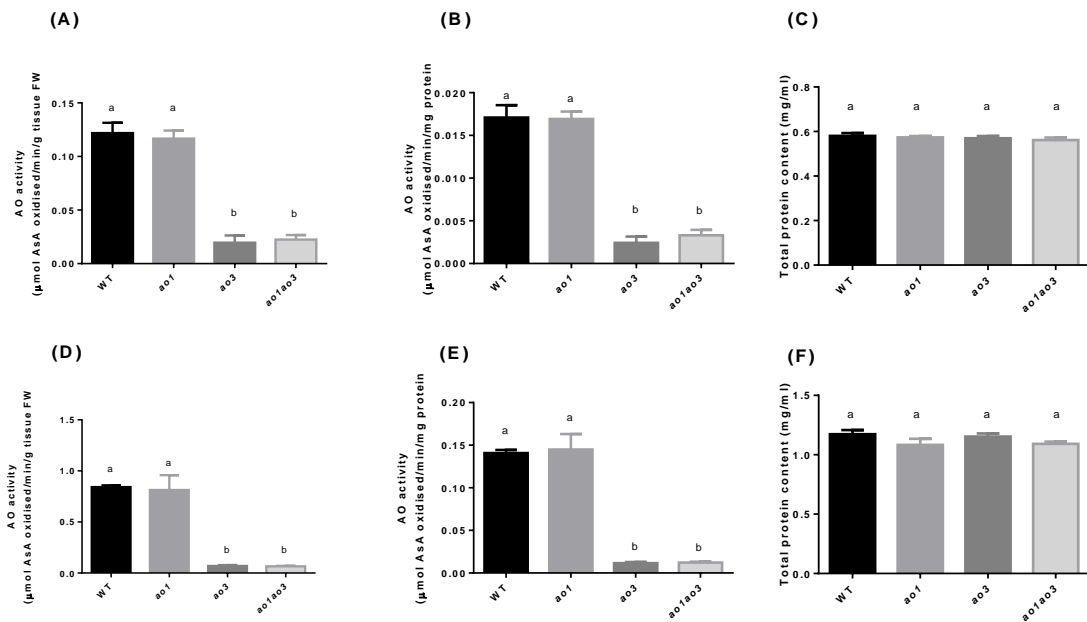 (A)
AO activity
(μmol AsA oxidised/min/g tissue FW)
0.15
0.10
0.05
0.00
a
a
b
b
WT
ao1
ao3
ao1ao3
(B)
AO activity
(μmol AsA oxidised/min/mg protein)
0.020
0.015
0.010
0.005
0.000
a
a
b
b
WT
ao1
ao3
ao1ao3
(C)
Total protein content (mg/ml)
0.8
0.6
0.4
0.2
0.0
a
a
a
a
WT
ao1
ao3
ao1ao3
(D)
AO activity
(μmol AsA oxidised/min/g tissue FW)
1.5
1.0
0.5
0.0
a
a
b
b
WT
ao1
ao3
ao1ao3
(E)
AO activity
(μmol AsA oxidised/min/mg protein)
0.20
0.15
0.10
0.05
0.00
a
a
b
b
WT
ao1
ao3
ao1ao3
(F)
Total protein content (mg/ml)
1.5
1.0
0.5
0.0
a
a
a
a
WT
ao1
ao3
ao1ao3